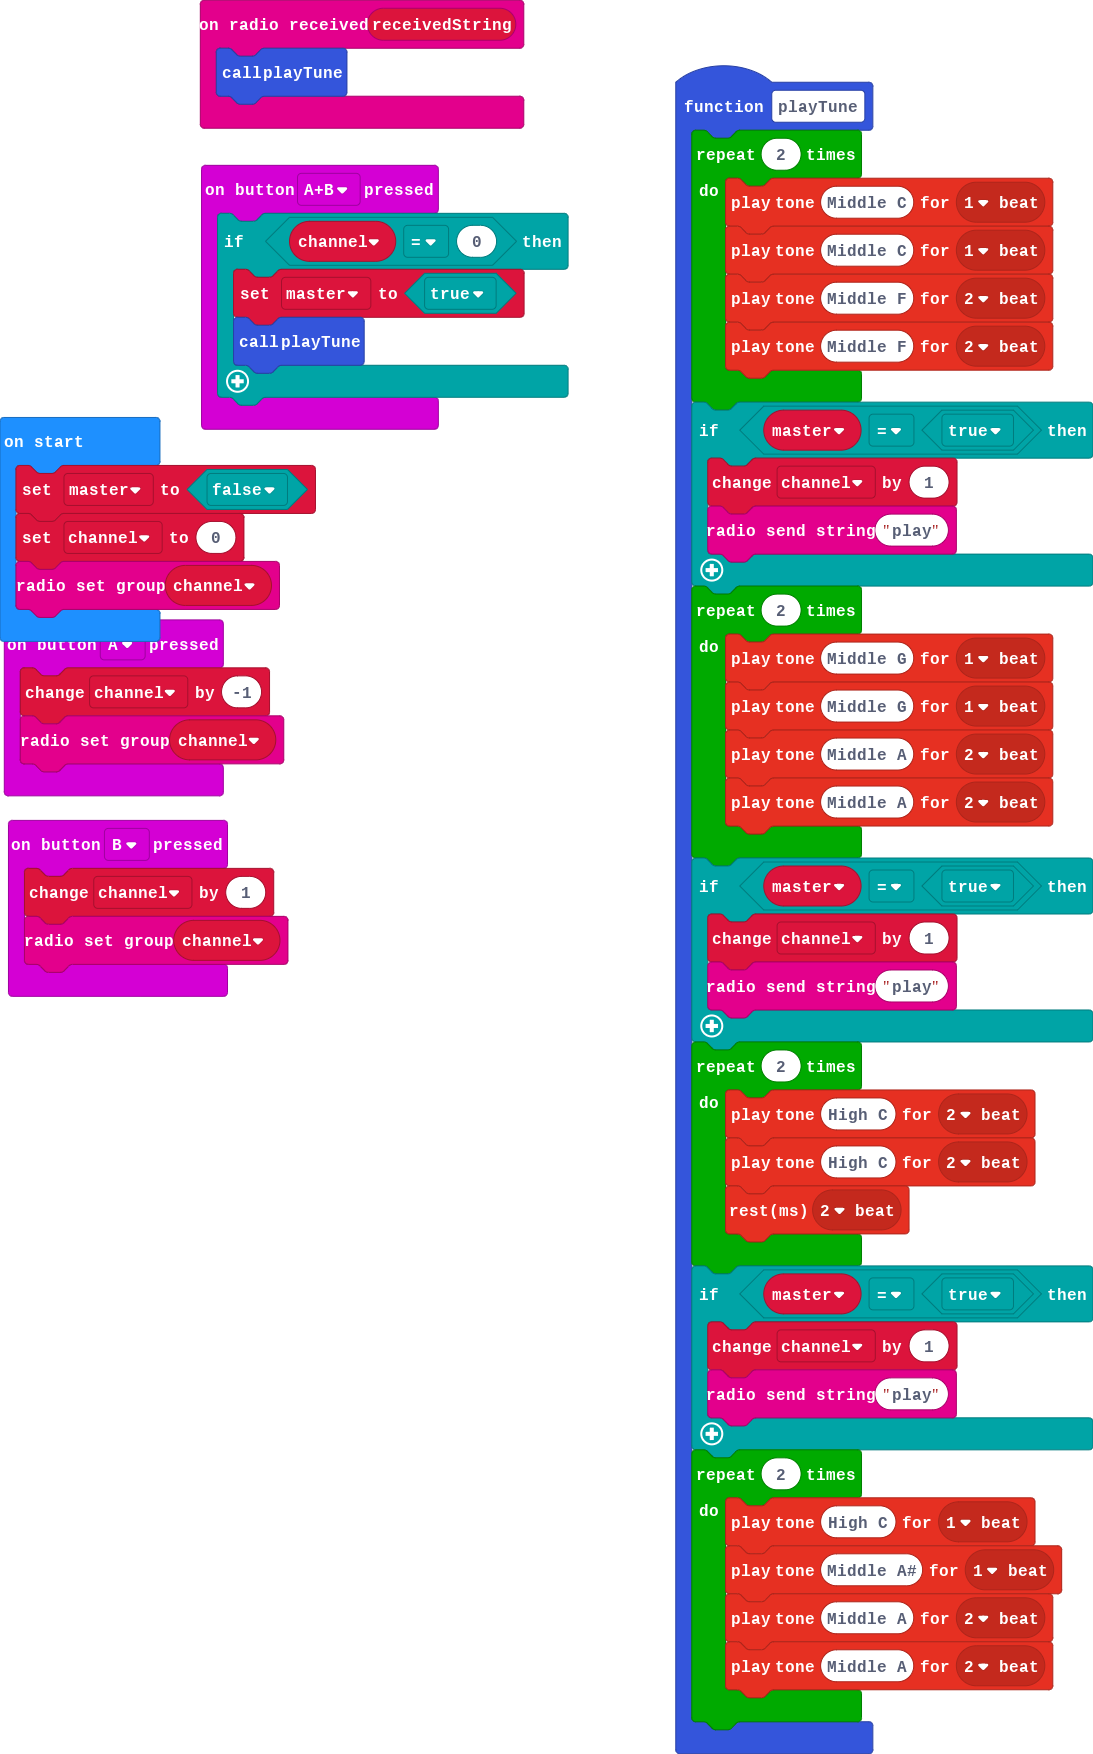 on radio received receivedString
call playTune
on button A+B pressed
if channel = 0 then
set master to true
call playTune
on start
set master to false
set channel to 0
radio set group channel
on button A pressed
change channel by -1
radio set group channel
on button B pressed
change channel by 1
radio set group channel
function playTune
repeat 2 times
do
play tone Middle C for 1 beat
play tone Middle C for 1 beat
play tone Middle F for 2 beat
play tone Middle F for 2 beat
if master = true then
change channel by 1
radio send string "play"
repeat 2 times
do
play tone Middle G for 1 beat
play tone Middle G for 1 beat
play tone Middle A for 2 beat
play tone Middle A for 2 beat
if master = true then
change channel by 1
radio send string "play"
repeat 2 times
do
play tone High C for 2 beat
play tone High C for 2 beat
rest(ms) 2 beat
if master = true then
change channel by 1
radio send string "play"
repeat 2 times
do
play tone High C for 1 beat
play tone Middle A# for 1 beat
play tone Middle A for 2 beat
play tone Middle A for 2 beat